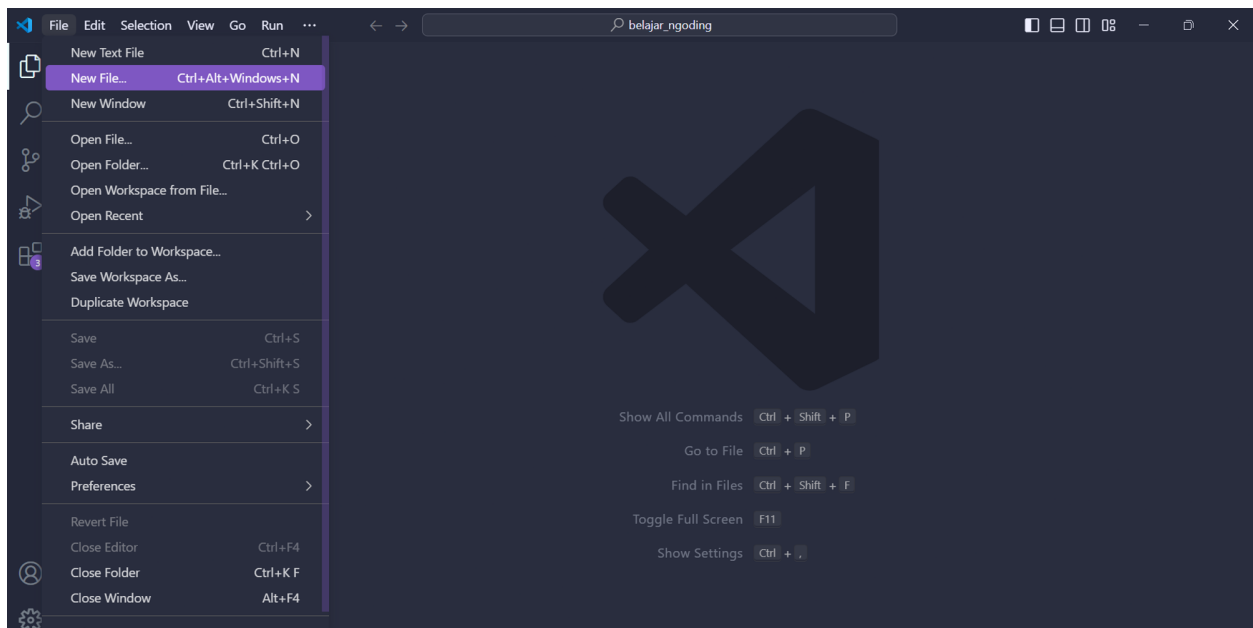 File Edit Selection View Go Run ···
belajar_ngoding
New Text File Ctrl+N
New File... Ctrl+Alt+Windows+N
New Window Ctrl+Shift+N
Open File... Ctrl+O
Open Folder... Ctrl+K Ctrl+O
Open Workspace from File...
Open Recent
Add Folder to Workspace...
Save Workspace As...
Duplicate Workspace
Save Ctrl+S
Save As... Ctrl+Shift+S
Save All Ctrl+K S
Share
Auto Save
Preferences
Revert File
Close Editor Ctrl+F4
Close Folder Ctrl+K F
Close Window Alt+F4
3
Show All Commands Ctrl + Shift + P
Go to File Ctrl + P
Find in Files Ctrl + Shift + F
Toggle Full Screen F11
Show Settings Ctrl + ,